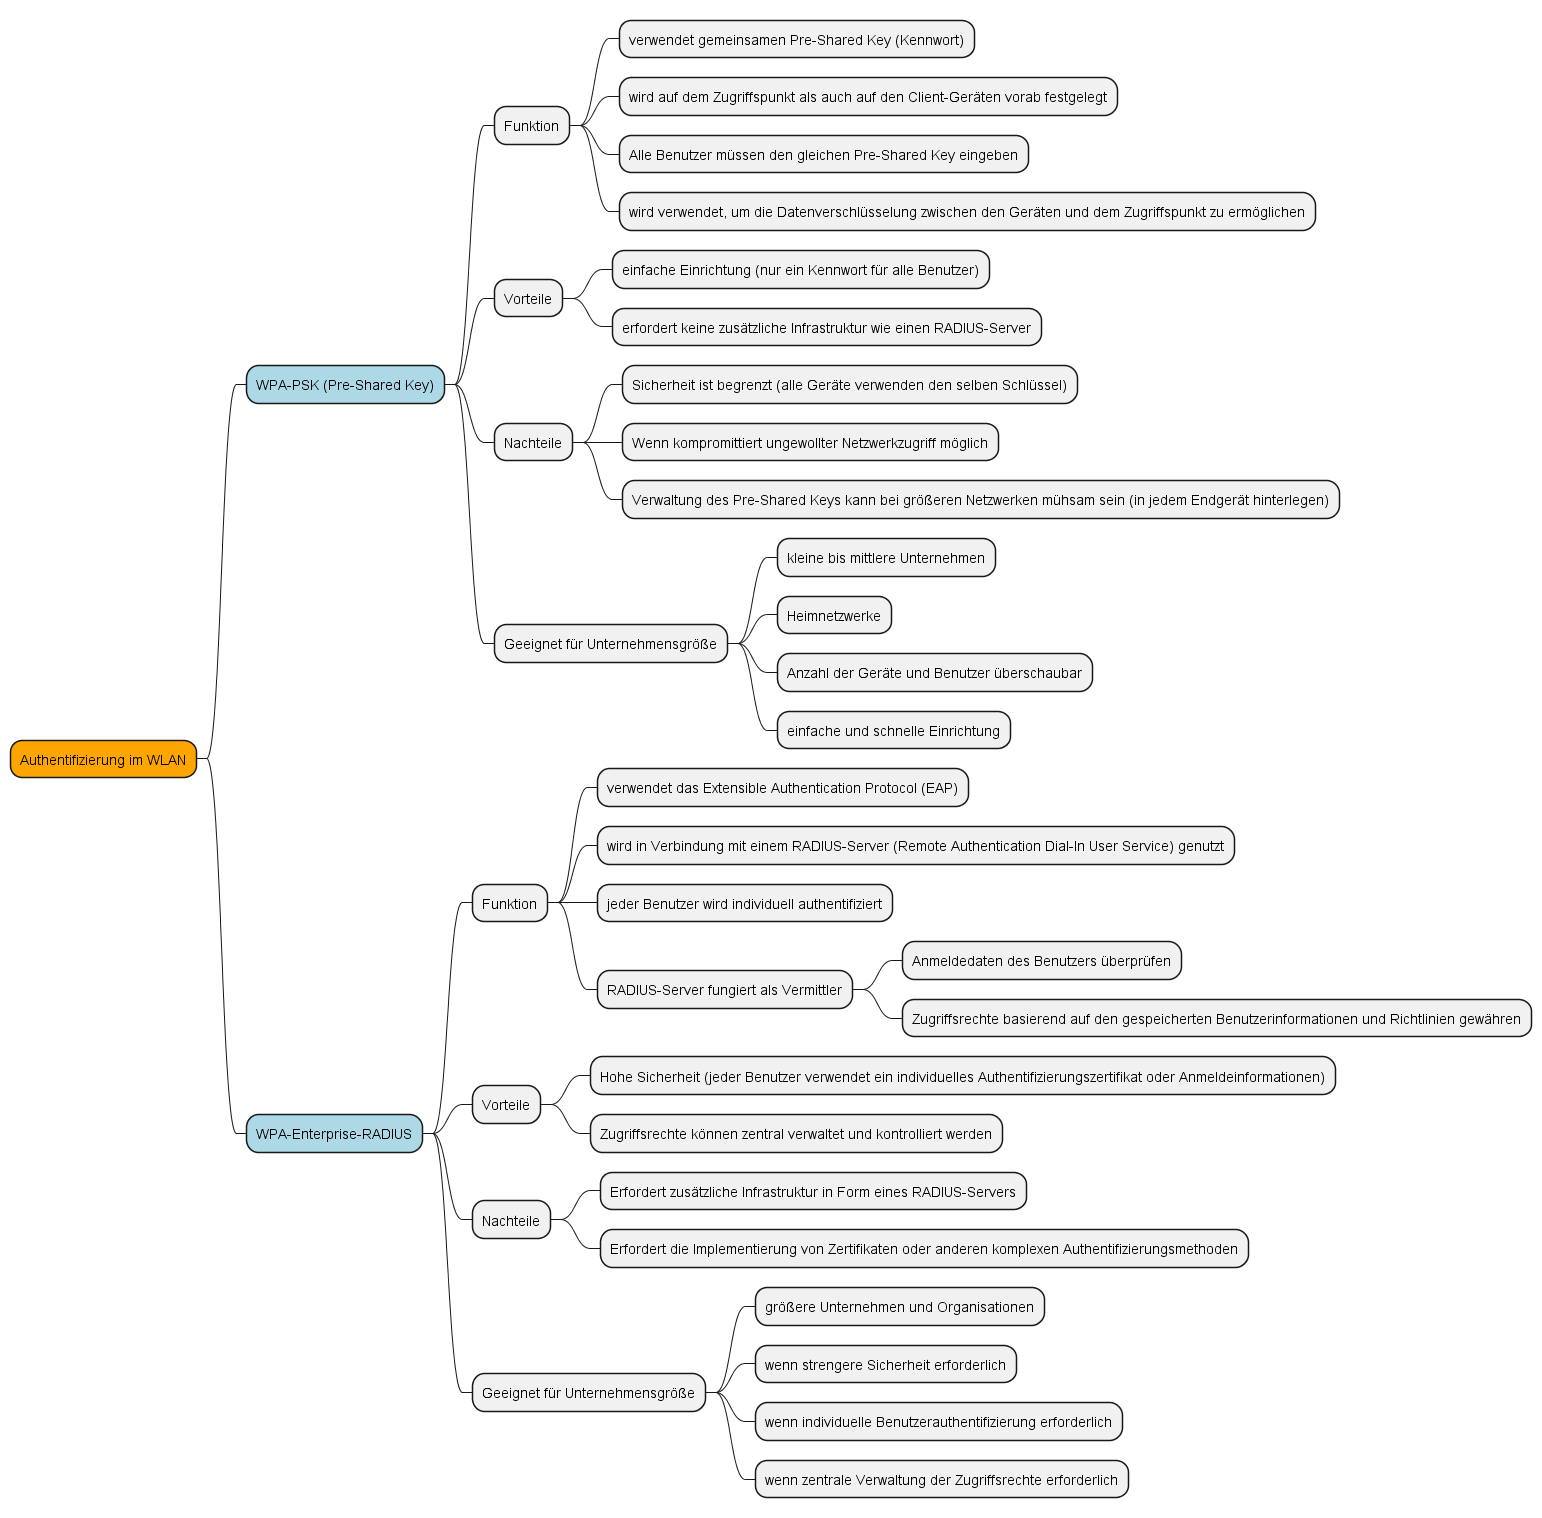 Authentifizierung im WLAN
WPA-PSK (Pre-Shared Key)
Funktion
verwendet gemeinsamen Pre-Shared Key (Kennwort)
wird auf dem Zugriffspunkt als auch auf den Client-Geräten vorab festgelegt
Alle Benutzer müssen den gleichen Pre-Shared Key eingeben
wird verwendet, um die Datenverschlüsselung zwischen den Geräten und dem Zugriffspunkt zu ermöglichen
Vorteile
einfache Einrichtung (nur ein Kennwort für alle Benutzer)
erfordert keine zusätzliche Infrastruktur wie einen RADIUS-Server
Nachteile
Sicherheit ist begrenzt (alle Geräte verwenden den selben Schlüssel)
Wenn kompromittiert ungewollter Netzwerkzugriff möglich
Verwaltung des Pre-Shared Keys kann bei größeren Netzwerken mühsam sein (in jedem Endgerät hinterlegen)
Geeignet für Unternehmensgröße
kleine bis mittlere Unternehmen
Heimnetzwerke
Anzahl der Geräte und Benutzer überschaubar
einfache und schnelle Einrichtung
WPA-Enterprise-RADIUS
Funktion
verwendet das Extensible Authentication Protocol (EAP)
wird in Verbindung mit einem RADIUS-Server (Remote Authentication Dial-In User Service) genutzt
jeder Benutzer wird individuell authentifiziert
RADIUS-Server fungiert als Vermittler
Anmeldedaten des Benutzers überprüfen
Zugriffsrechte basierend auf den gespeicherten Benutzerinformationen und Richtlinien gewähren
Vorteile
Hohe Sicherheit (jeder Benutzer verwendet ein individuelles Authentifizierungszertifikat oder Anmeldeinformationen)
Zugriffsrechte können zentral verwaltet und kontrolliert werden
Nachteile
Erfordert zusätzliche Infrastruktur in Form eines RADIUS-Servers
Erfordert die Implementierung von Zertifikaten oder anderen komplexen Authentifizierungsmethoden
Geeignet für Unternehmensgröße
größere Unternehmen und Organisationen
wenn strengere Sicherheit erforderlich
wenn individuelle Benutzerauthentifizierung erforderlich
wenn zentrale Verwaltung der Zugriffsrechte erforderlich